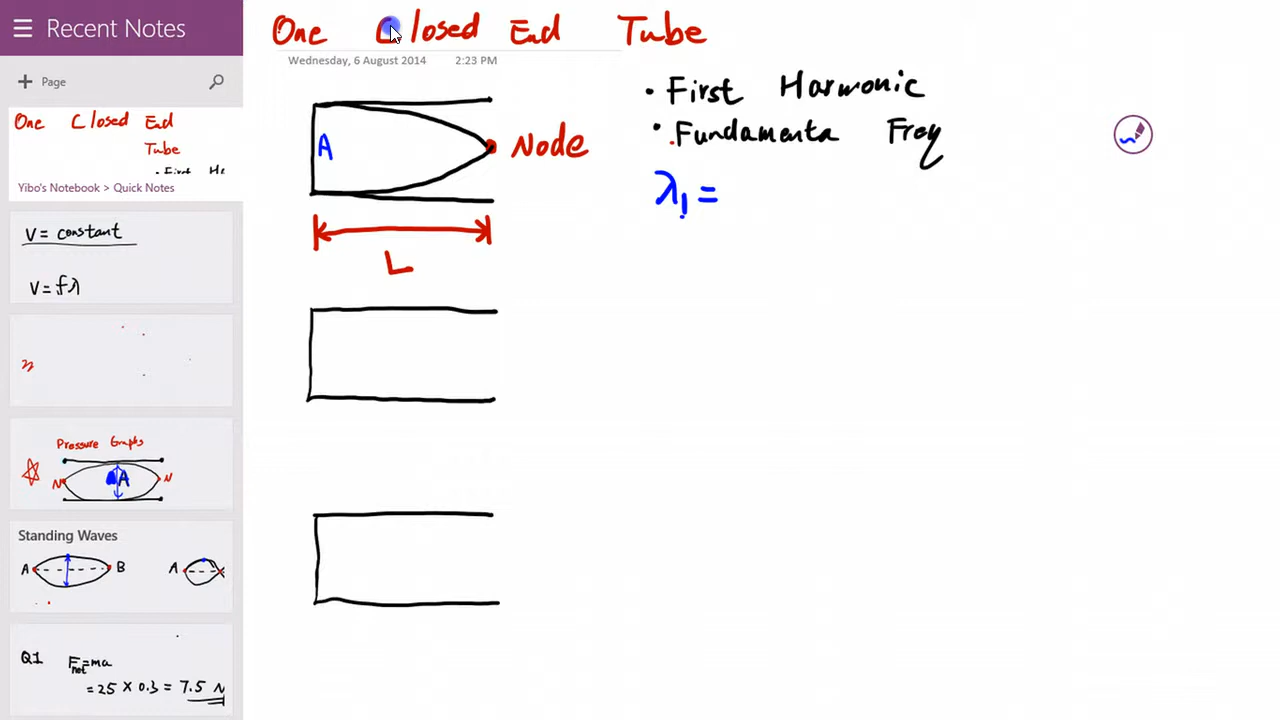 Recent Notes
Page
One Closed End
Tube
• First Ha
Yibo's Notebook > Quick Notes
V = constant
V = fλ
Pressure Graphs
N A N
Standing Waves
A B A
Q1 Fnet=ma
= 25 × 0.3 = 7.5 N
One Closed End Tube
Wednesday, 6 August 2014 2:23 PM
• First Harmonic
• Fundamenta Freq
λ1 =
A Node
L